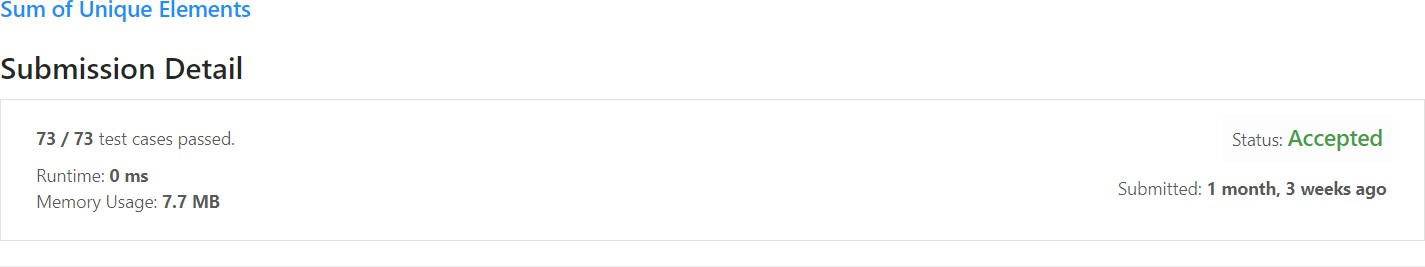 Sum of Unique Elements
Submission Detail
73 / 73 test cases passed.
Status: Accepted
Runtime: 0 ms
Submitted: 1 month, 3 weeks ago
Memory Usage: 7.7 MB